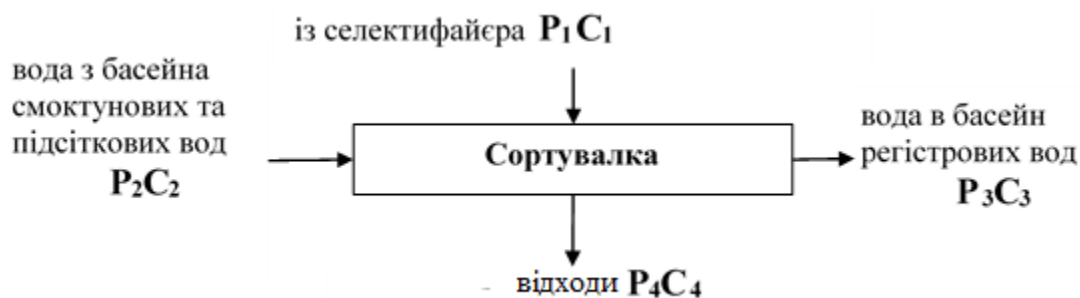 із селектифайєра P₁C₁
вода з басейна
смоктунових та
підсіткових вод
P₂C₂
Сортувалка
вода в басейн
регістрових вод
P₃C₃
відходи P₄C₄